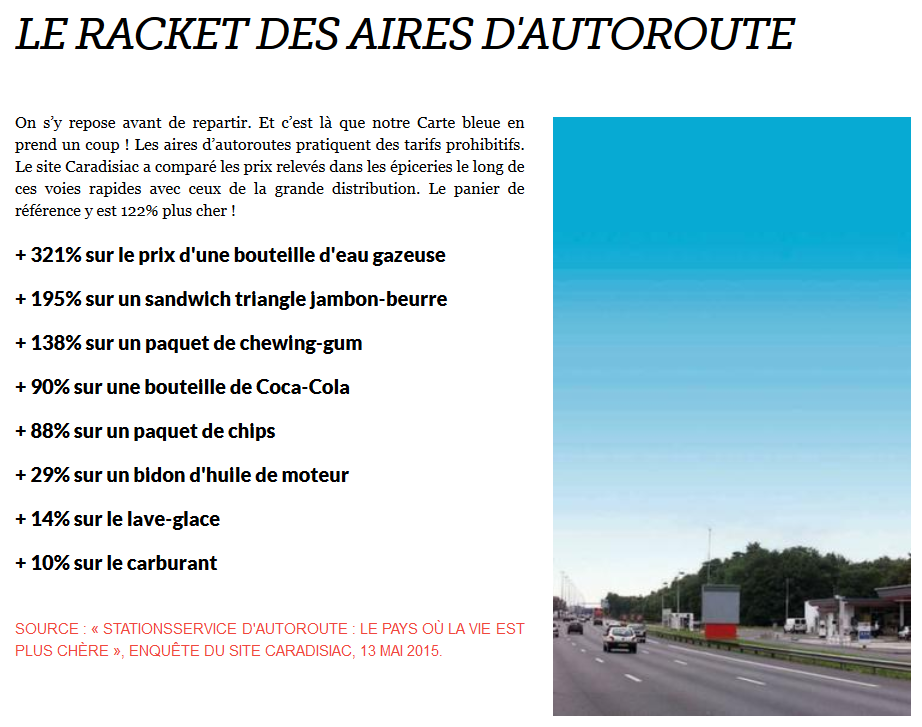 LE RACKET DES AIRES D'AUTOROUTE
On s’y repose avant de repartir. Et c’est là que notre Carte bleue en
prend un coup ! Les aires d’autoroutes pratiquent des tarifs prohibitifs.
Le site Caradisiac a comparé les prix relevés dans les épiceries le long de
ces voies rapides avec ceux de la grande distribution. Le panier de
référence y est 122% plus cher !
+ 321% sur le prix d'une bouteille d'eau gazeuse
+ 195% sur un sandwich triangle jambon-beurre
+ 138% sur un paquet de chewing-gum
+ 90% sur une bouteille de Coca-Cola
+ 88% sur un paquet de chips
+ 29% sur un bidon d'huile de moteur
+ 14% sur le lave-glace
+ 10% sur le carburant
SOURCE : « STATIONSSERVICE D'AUTOROUTE : LE PAYS OÙ LA VIE EST
PLUS CHÈRE », ENQUÊTE DU SITE CARADISIAC, 13 MAI 2015.